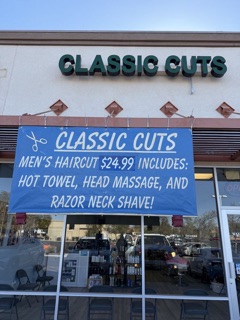 CLASSIC CUTS
CLASSIC CUTS
MEN'S HAIRCUT $24.99 INCLUDES:
HOT TOWEL, HEAD MASSAGE, AND
RAZOR NECK SHAVE!